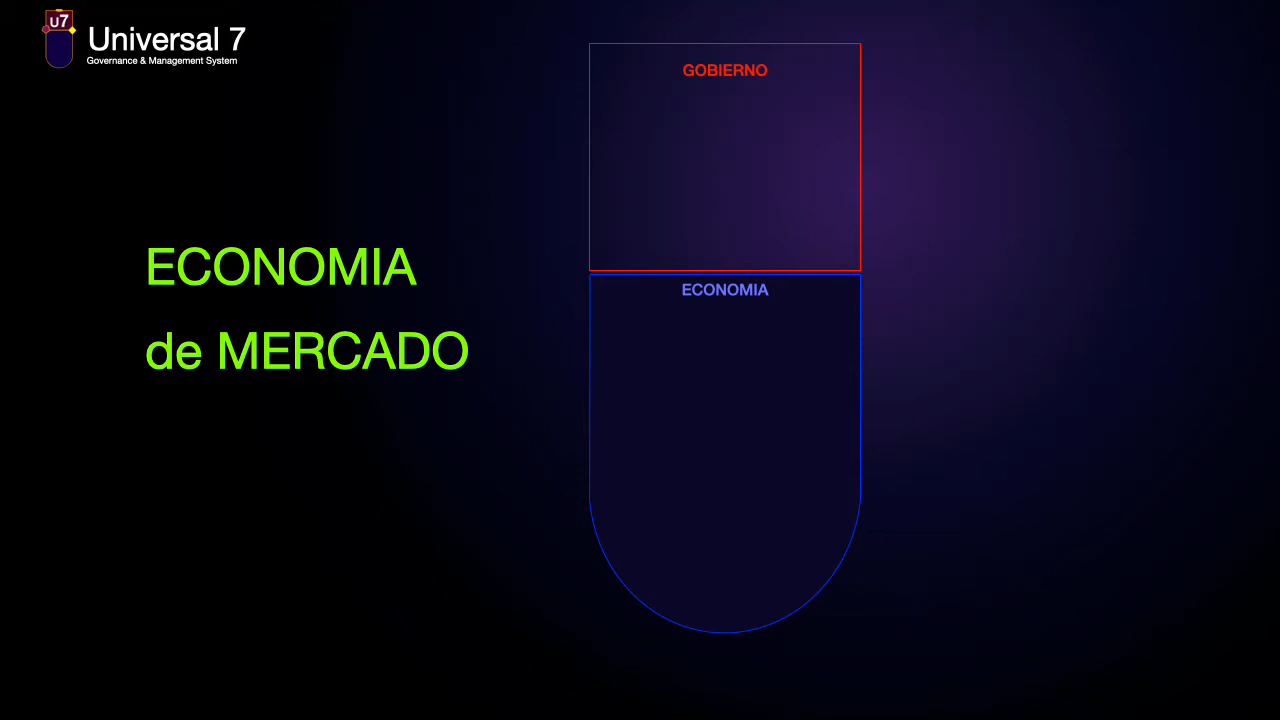 U7
Universal 7
Governance & Management System
GOBIERNO
ECONOMIA
de MERCADO
ECONOMIA